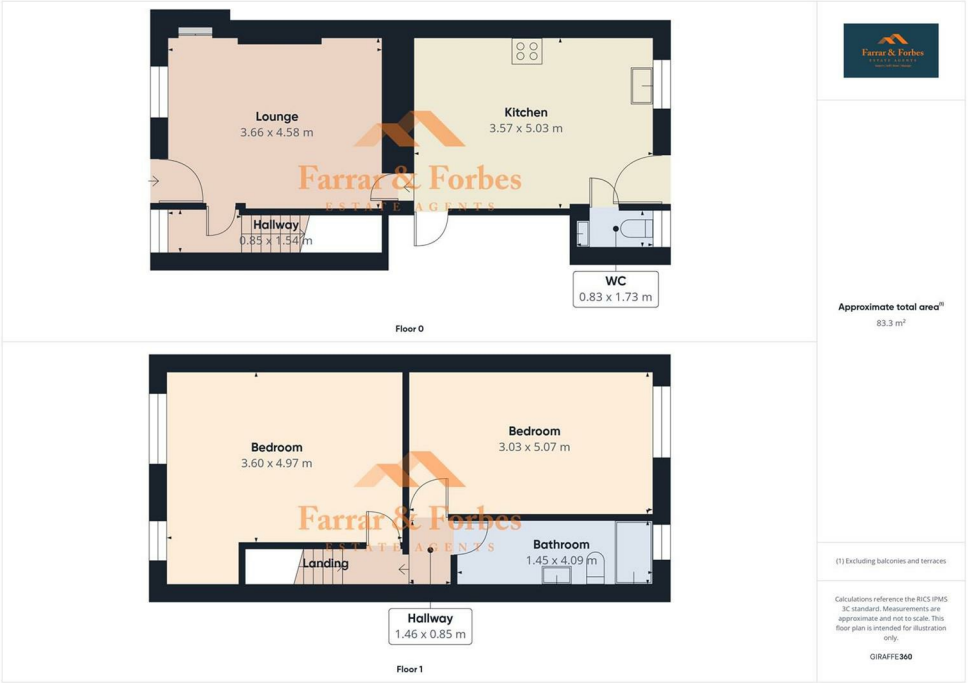 Lounge
3.66 x 4.58 m
Kitchen
3.57 x 5.03 m
Farrar & Forbes
ESTATE AGENTS
Hallway
0.85 x 1.54 m
WC
0.83 x 1.73 m
Floor 0
Bedroom
3.60 x 4.97 m
Bedroom
3.03 x 5.07 m
Farrar & Forbes
ESTATE AGENTS
Landing
Bathroom
1.45 x 4.09 m
Hallway
1.46 x 0.85 m
Floor 1
Farrar & Forbes
ESTATE AGENTS
Approximate total area(1)
83.3 m²
(1) Excluding balconies and terraces
Calculations reference the RICS IPMS
3C standard. Measurements are
approximate and not to scale. This
floor plan is intended for illustration
only.
GIRAFFE360